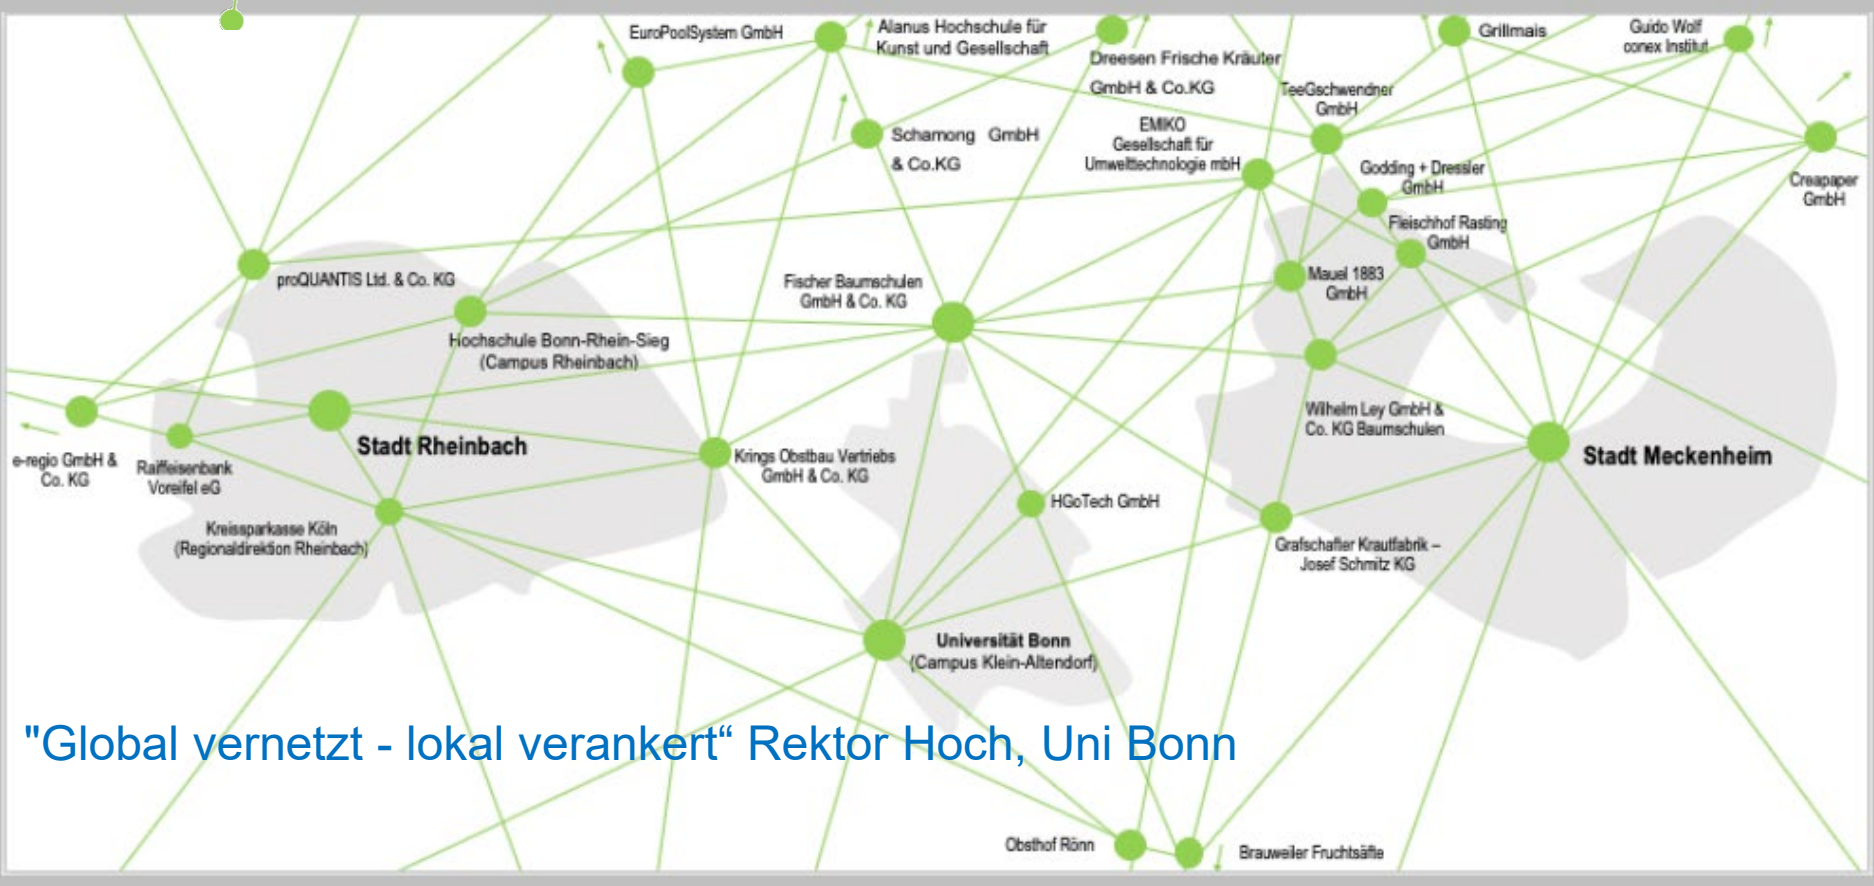 EuroPoolSystem GmbH
Alanus Hochschule für
Kunst und Gesellschaft
Dreesen Frische Kräuter
GmbH & Co.KG
Grillmais
Guido Wolf
conex Institut
TeeGschwendner
GmbH
Schamong GmbH
& Co.KG
EMIKO
Gesellschaft für
Umwelttechnologie mbH
Godding + Dressler
GmbH
Creapaper
GmbH
Fleischhof Rasting
GmbH
proQUANTIS Ltd. & Co. KG
Fischer Baumschulen
GmbH & Co. KG
Mauel 1883
GmbH
Hochschule Bonn-Rhein-Sieg
(Campus Rheinbach)
Wilhelm Ley GmbH &
Co. KG Baumschulen
Stadt Rheinbach
Stadt Meckenheim
e-regio GmbH &
Co. KG
Raiffeisenbank
Voreifel eG
Krings Obstbau Vertriebs
GmbH & Co. KG
HGoTech GmbH
Kreissparkasse Köln
(Regionaldirektion Rheinbach)
Grafschafter Krautfabrik –
Josef Schmitz KG
Universität Bonn
(Campus Klein-Altendorf)
"Global vernetzt - lokal verankert“ Rektor Hoch, Uni Bonn
Obsthof Rönn
Brauweiler Fruchtsäfte